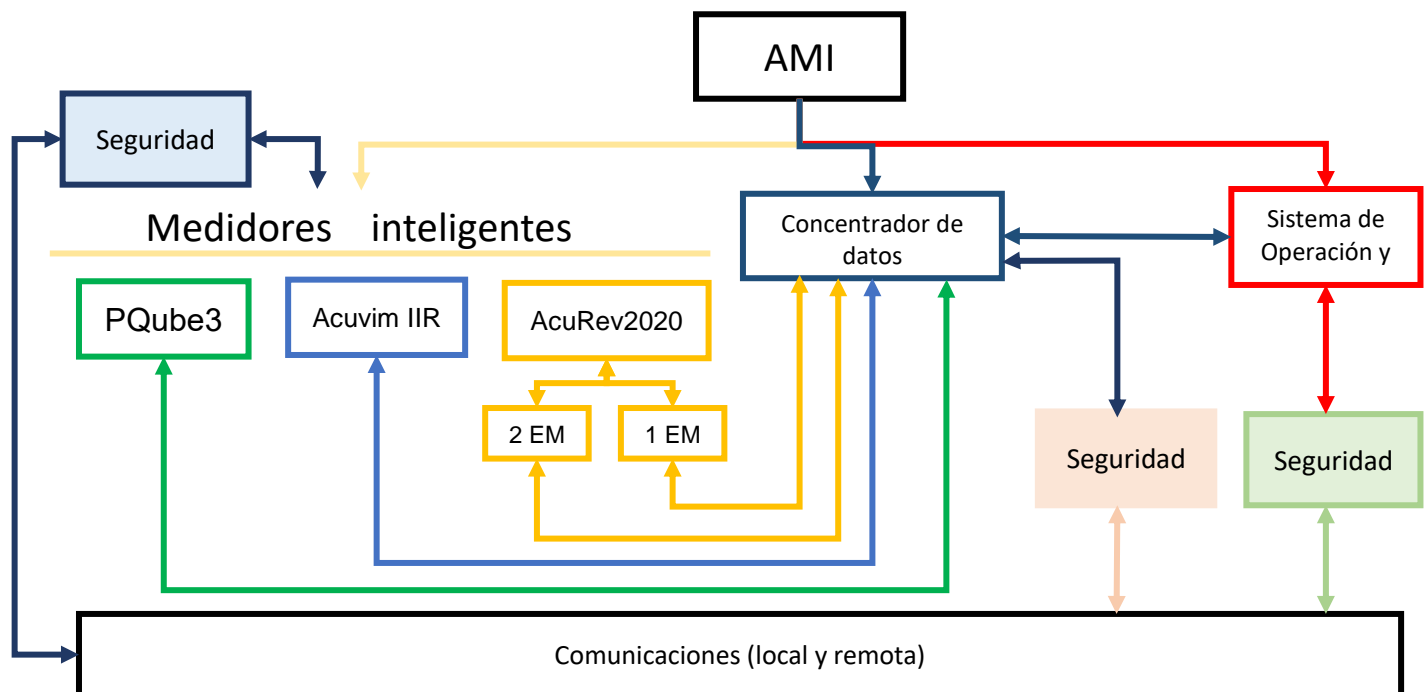 AMI
Seguridad
Medidores inteligentes
Concentrador de
datos
Sistema de
Operación y
PQube3
Acuvim IIR
AcuRev2020
2 EM
1 EM
Seguridad
Seguridad
Comunicaciones (local y remota)